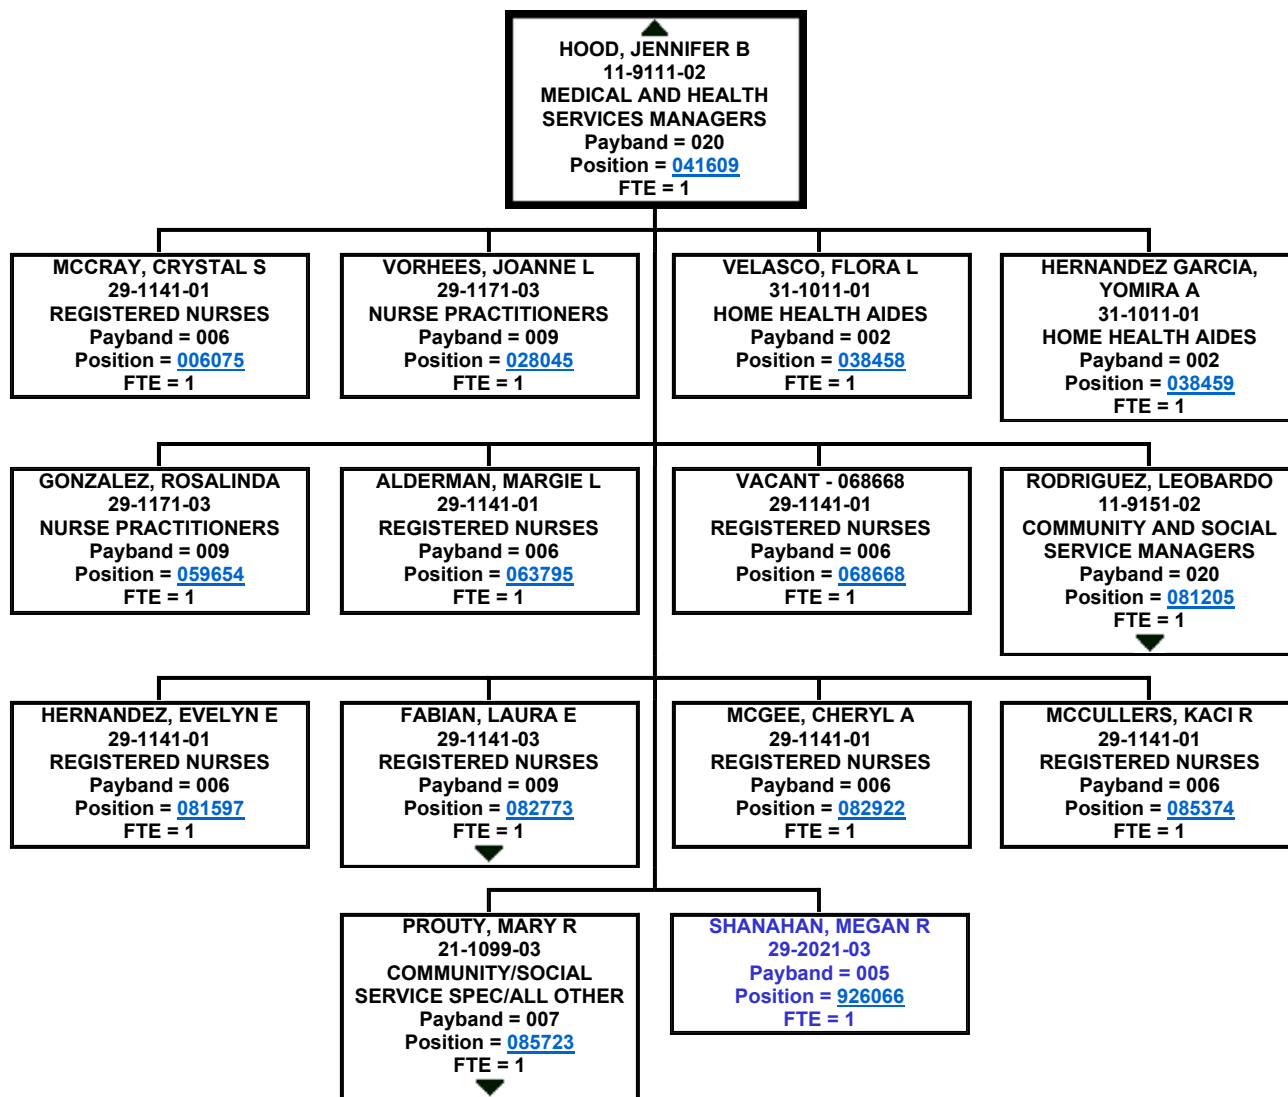 HOOD, JENNIFER B
11-9111-02
MEDICAL AND HEALTH
SERVICES MANAGERS
Payband = 020
Position = 041609
FTE = 1
MCCRAY, CRYSTAL S
29-1141-01
REGISTERED NURSES
Payband = 006
Position = 006075
FTE = 1
VORHEES, JOANNE L
29-1171-03
NURSE PRACTITIONERS
Payband = 009
Position = 028045
FTE = 1
VELASCO, FLORA L
31-1011-01
HOME HEALTH AIDES
Payband = 002
Position = 038458
FTE = 1
HERNANDEZ GARCIA,
YOMIRA A
31-1011-01
HOME HEALTH AIDES
Payband = 002
Position = 038459
FTE = 1
GONZALEZ, ROSALINDA
29-1171-03
NURSE PRACTITIONERS
Payband = 009
Position = 059654
FTE = 1
ALDERMAN, MARGIE L
29-1141-01
REGISTERED NURSES
Payband = 006
Position = 063795
FTE = 1
VACANT - 068668
29-1141-01
REGISTERED NURSES
Payband = 006
Position = 068668
FTE = 1
RODRIGUEZ, LEOBARDO
11-9151-02
COMMUNITY AND SOCIAL
SERVICE MANAGERS
Payband = 020
Position = 081205
FTE = 1
HERNANDEZ, EVELYN E
29-1141-01
REGISTERED NURSES
Payband = 006
Position = 081597
FTE = 1
FABIAN, LAURA E
29-1141-03
REGISTERED NURSES
Payband = 009
Position = 082773
FTE = 1
MCGEE, CHERYL A
29-1141-01
REGISTERED NURSES
Payband = 006
Position = 082922
FTE = 1
MCCULLERS, KACI R
29-1141-01
REGISTERED NURSES
Payband = 006
Position = 085374
FTE = 1
PROUTY, MARY R
21-1099-03
COMMUNITY/SOCIAL
SERVICE SPEC/ALL OTHER
Payband = 007
Position = 085723
FTE = 1
SHANAHAN, MEGAN R
29-2021-03
Payband = 005
Position = 926066
FTE = 1